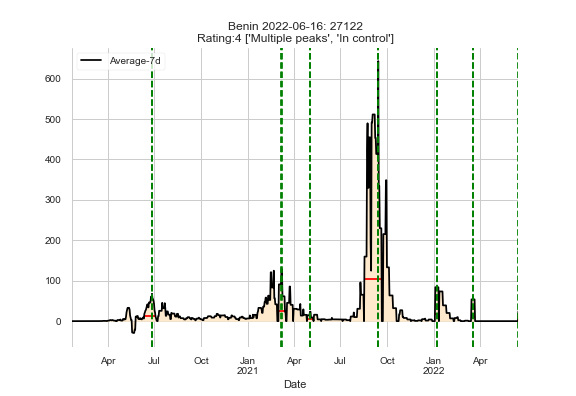 Benin 2022-06-16: 27122
Rating:4 ['Multiple peaks', 'In control']
Average-7d
600
500
400
300
200
100
0
Apr Jul Oct Jan Apr Jul Oct Jan Apr
2021 2022
Date